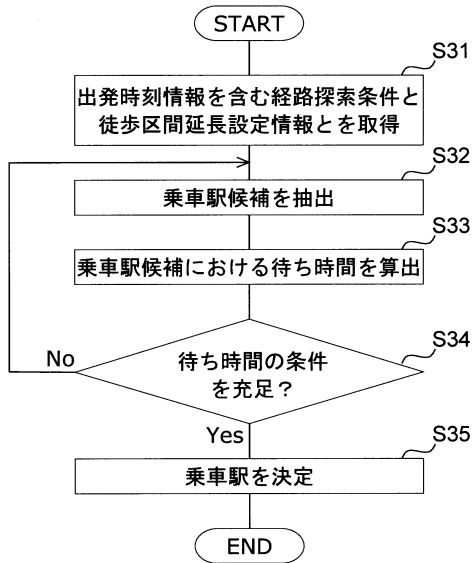 START
S31
出発時刻情報を含む経路探索条件と
徒歩区間延長設定情報とを取得
S32
乗車駅候補を抽出
S33
乗車駅候補における待ち時間を算出
S34
待ち時間の条件
を充足？
No
Yes
S35
乗車駅を決定
END